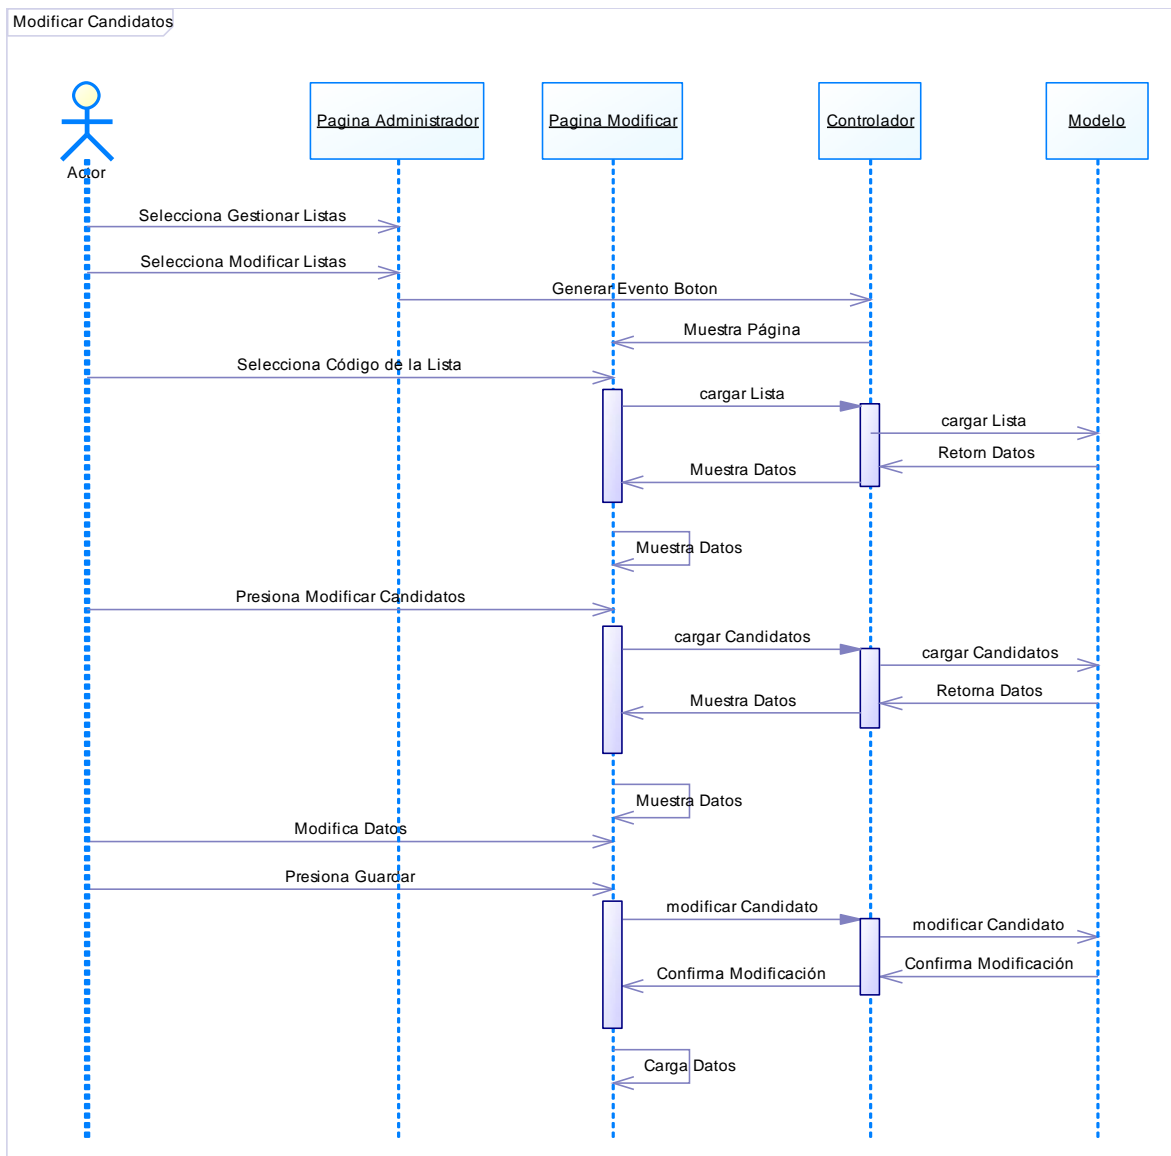 Modificar Candidatos
Actor
Pagina Administrador
Pagina Modificar
Controlador
Modelo
Selecciona Gestionar Listas
Selecciona Modificar Listas
Generar Evento Boton
Muestra Página
Selecciona Código de la Lista
cargar Lista
cargar Lista
Retorn Datos
Muestra Datos
Muestra Datos
Presiona Modificar Candidatos
cargar Candidatos
cargar Candidatos
Retorna Datos
Muestra Datos
Muestra Datos
Modifica Datos
Presiona Guardar
modificar Candidato
modificar Candidato
Confirma Modificación
Confirma Modificación
Carga Datos